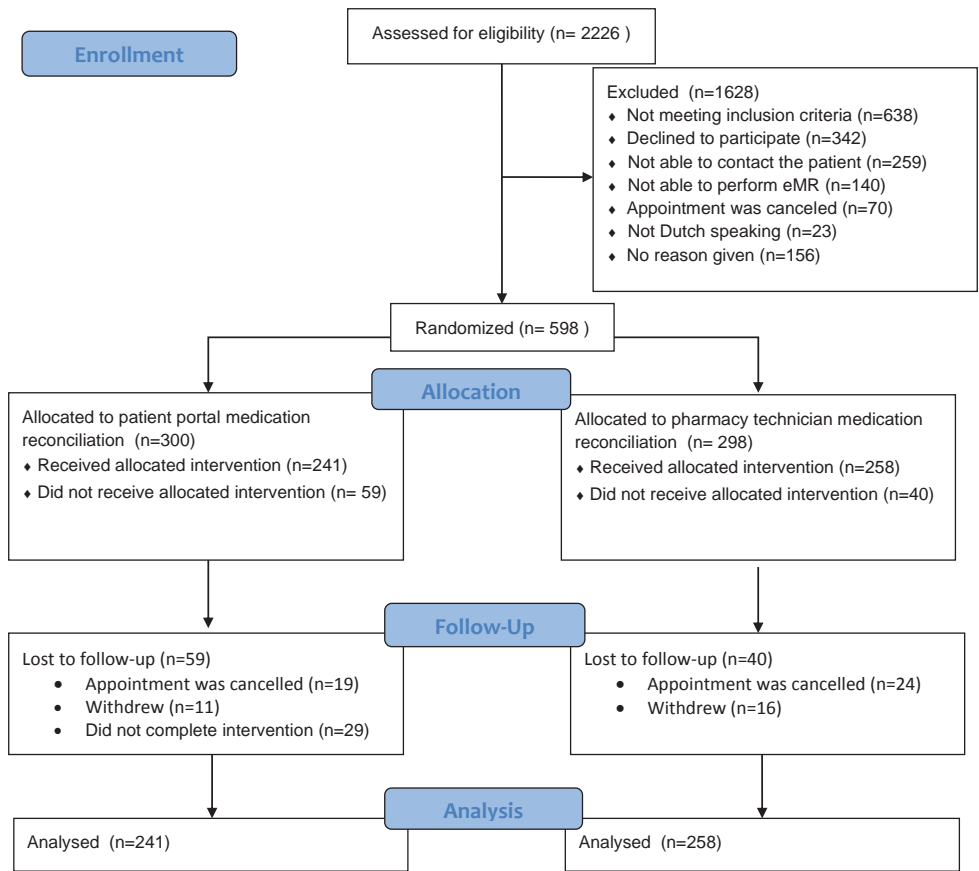 Enrollment
Assessed for eligibility (n= 2226 )
Excluded (n=1628)
♦ Not meeting inclusion criteria (n=638)
♦ Declined to participate (n=342)
♦ Not able to contact the patient (n=259)
♦ Not able to perform eMR (n=140)
♦ Appointment was canceled (n=70)
♦ Not Dutch speaking (n=23)
♦ No reason given (n=156)
Randomized (n= 598 )
Allocation
Allocated to patient portal medication
reconciliation (n=300)
♦ Received allocated intervention (n=241)
♦ Did not receive allocated intervention (n= 59)
Allocated to pharmacy technician medication
reconciliation (n= 298)
♦ Received allocated intervention (n=258)
♦ Did not receive allocated intervention (n=40)
Follow-Up
Lost to follow-up (n=59)
• Appointment was cancelled (n=19)
• Withdrew (n=11)
• Did not complete intervention (n=29)
Lost to follow-up (n=40)
• Appointment was cancelled (n=24)
• Withdrew (n=16)
Analysis
Analysed (n=241)
Analysed (n=258)